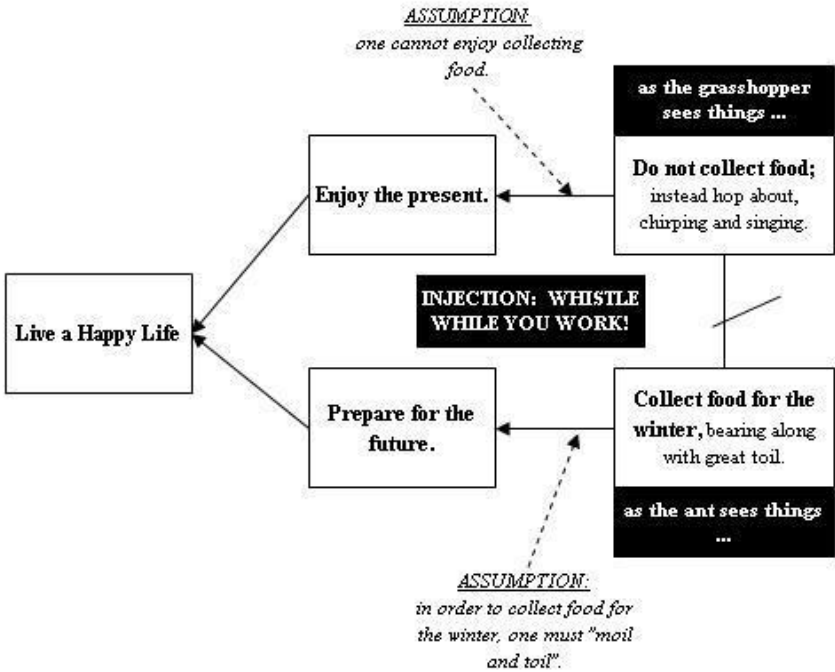 ASSUMPTION:
one cannot enjoy collecting
food.
as the grasshopper
sees things ...
Do not collect food;
instead hop about,
chirping and singing.
Enjoy the present.
INJECTION: WHISTLE
WHILE YOU WORK!
Live a Happy Life
Prepare for the
future.
Collect food for the
winter, bearing along
with great toil.
as the ant sees things
...
ASSUMPTION:
in order to collect food for
the winter, one must "moil
and toil".